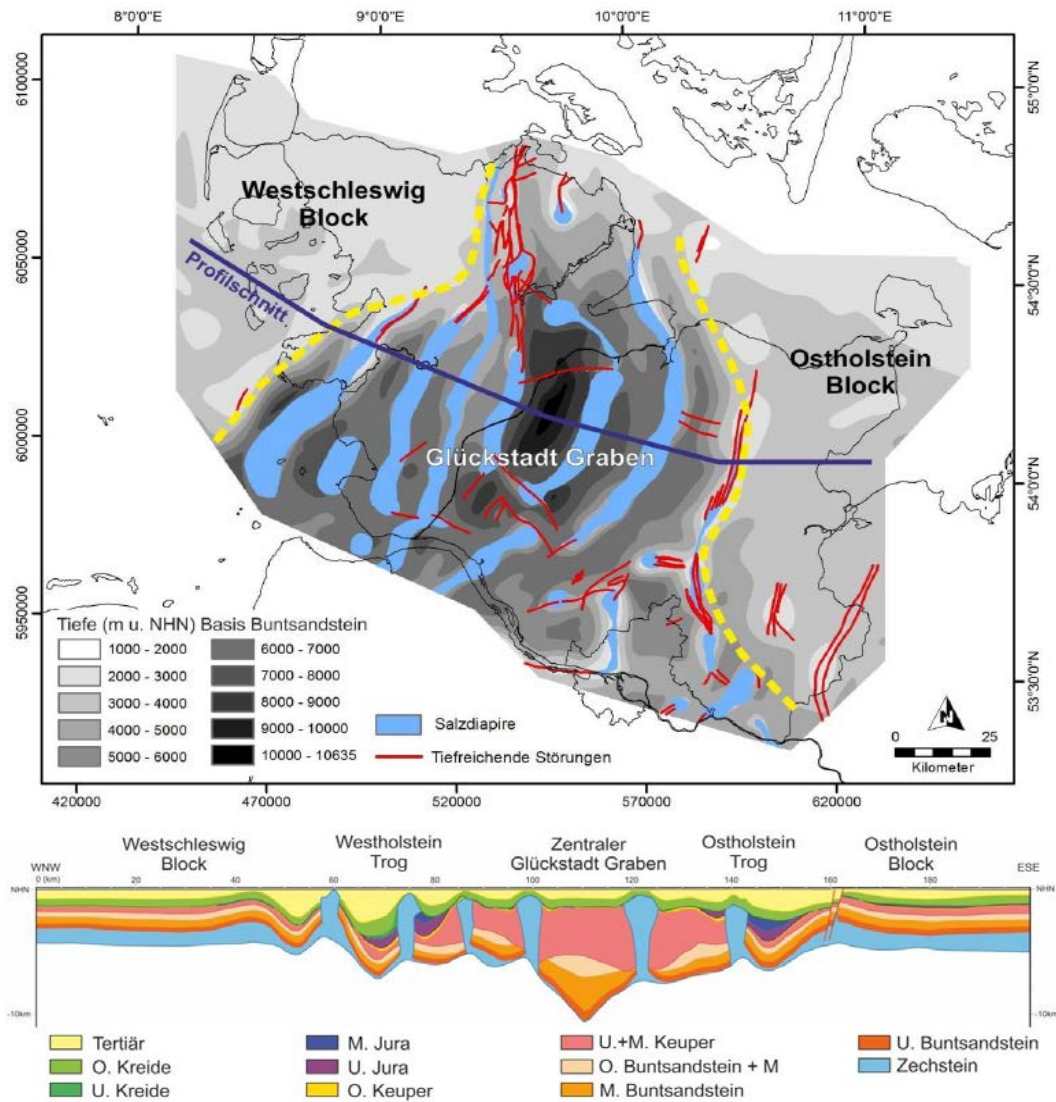 8°0'0"E 9°0'0"E 10°0'0"E 11°0'0"E
6100000
6050000
6000000
5950000
55°0'0"N
54°30'0"N
54°0'0"N
53°30'0"N
Westschleswig
Block
Profilschnitt
Ostholstein
Block
Glückstadt Graben
Tiefe (m u. NHN) Basis Buntsandstein
1000 - 2000 6000 - 7000
2000 - 3000 7000 - 8000
3000 - 4000 8000 - 9000
4000 - 5000 9000 - 10000
5000 - 6000 10000 - 10635
Salzdiapire
Tiefreichende Störungen
N
0 25
Kilometer
420000 470000 520000 570000 620000
Westschleswig Westholstein Zentraler Ostholstein Ostholstein
Block Trog Glückstadt Graben Trog Block
WNW ESE
NHN 0 (km) 20 40 60 80 100 120 140 160 180 NHN
-10km -10km
Tertiär M. Jura U.+M. Keuper U. Buntsandstein
O. Kreide U. Jura O. Buntsandstein + M Zechstein
U. Kreide O. Keuper M. Buntsandstein